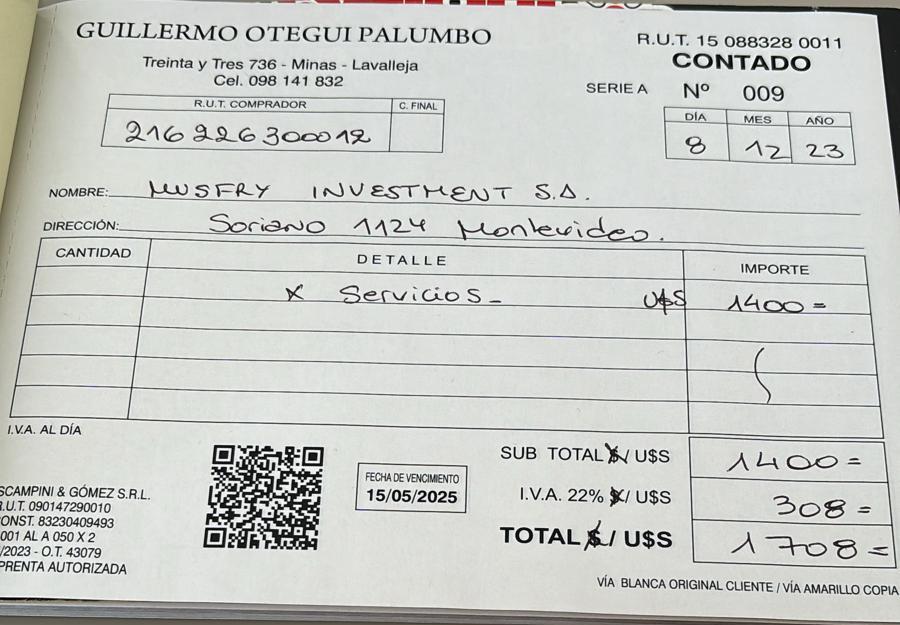 GUILLERMO OTEGUI PALUMBO
Treinta y Tres 736 - Minas - Lavalleja
Cel. 098 141 832
R.U.T. 15 088328 0011
CONTADO
SERIE A Nº 009
R.U.T. COMPRADOR C. FINAL
216226300012
DÍA MES AÑO
8 12 23
NOMBRE: MUSFRY INVESTMENT S.A.
DIRECCIÓN: Soriano 1124 Montevideo.
CANTIDAD DETALLE IMPORTE
x Servicios_ U$S 1400=
I.V.A. AL DÍA
SCAMPINI & GÓMEZ S.R.L.
R.U.T. 090147290010
CONST. 83230409493
001 AL A 050 X 2
/2023 - O.T. 43079
PRENTA AUTORIZADA
FECHA DE VENCIMIENTO
15/05/2025
SUB TOTAL $/ U$S 1400=
I.V.A. 22% $/ U$S 308=
TOTAL $ / U$S 1708=
VÍA BLANCA ORIGINAL CLIENTE / VÍA AMARILLO COPIA